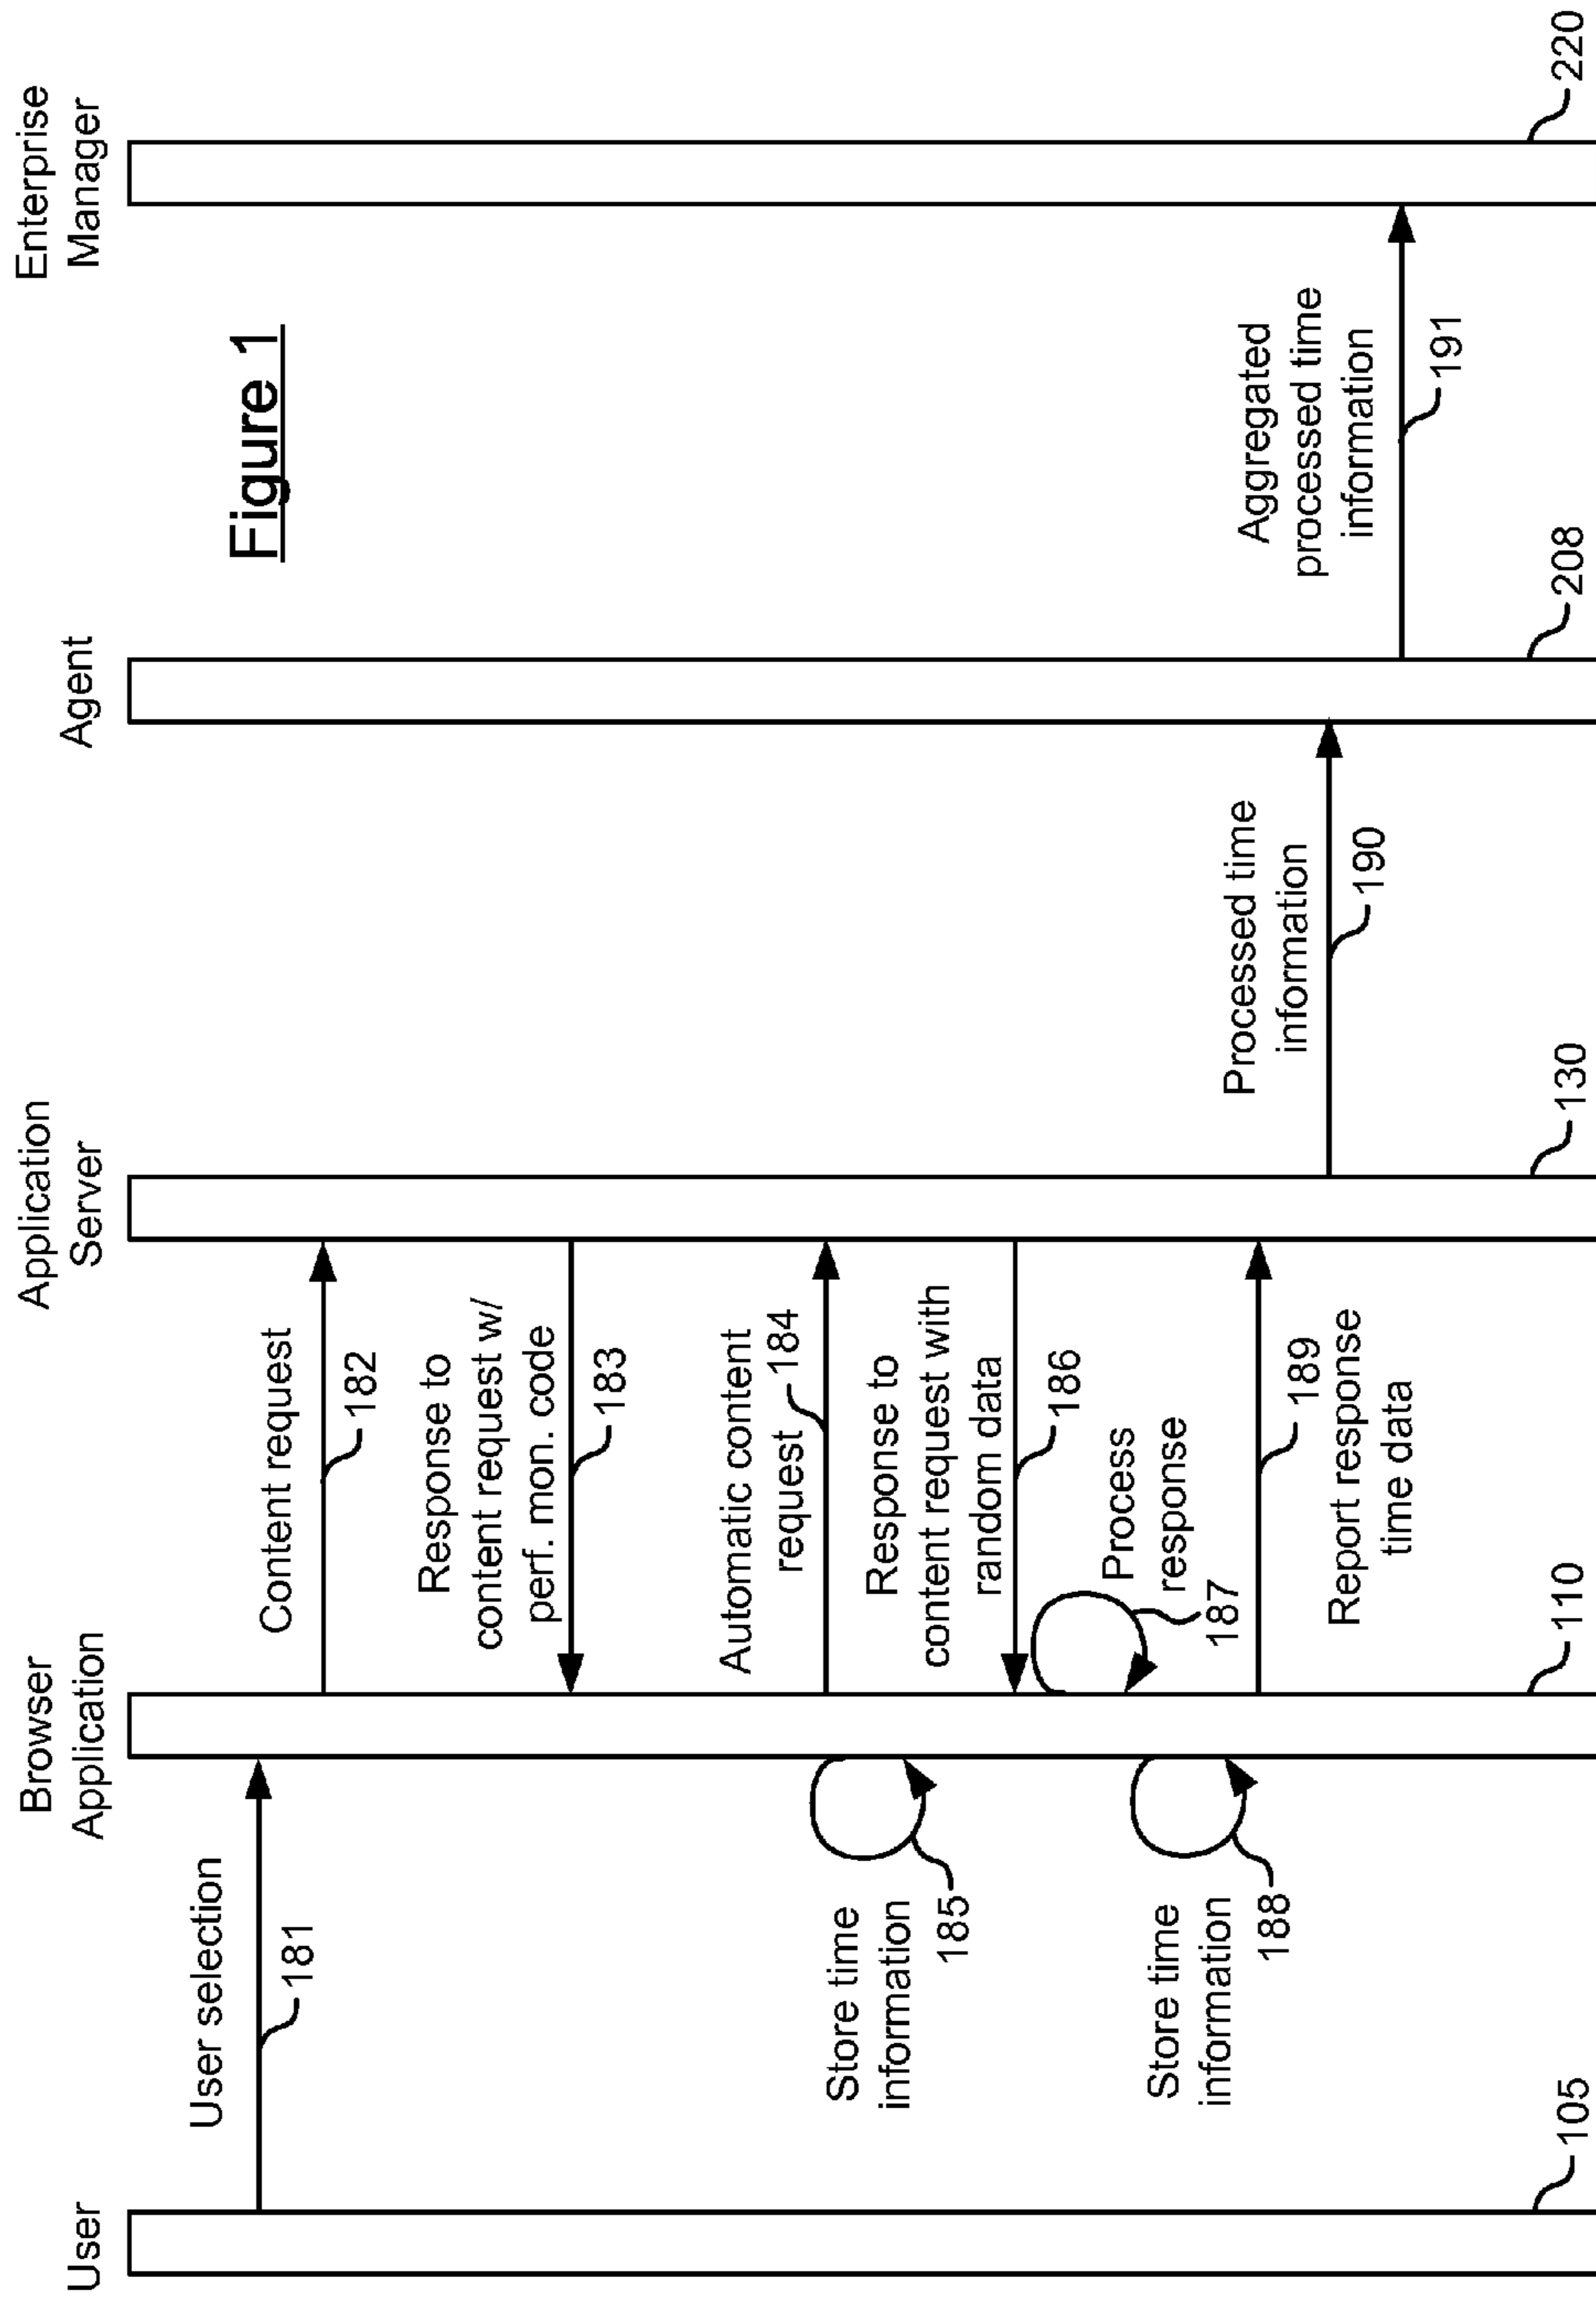 User
Browser
Application
Application
Server
Agent
Enterprise
Manager
Figure 1
User selection
181
Content request
182
Response to
content request w/
perf. mon. code
183
Automatic content
request
184
Store time
information
185
Response to
content request with
random data
186
Process
response
187
Store time
information
188
189
Report response
time data
Processed time
information
190
Aggregated
processed time
information
191
105
110
130
208
220